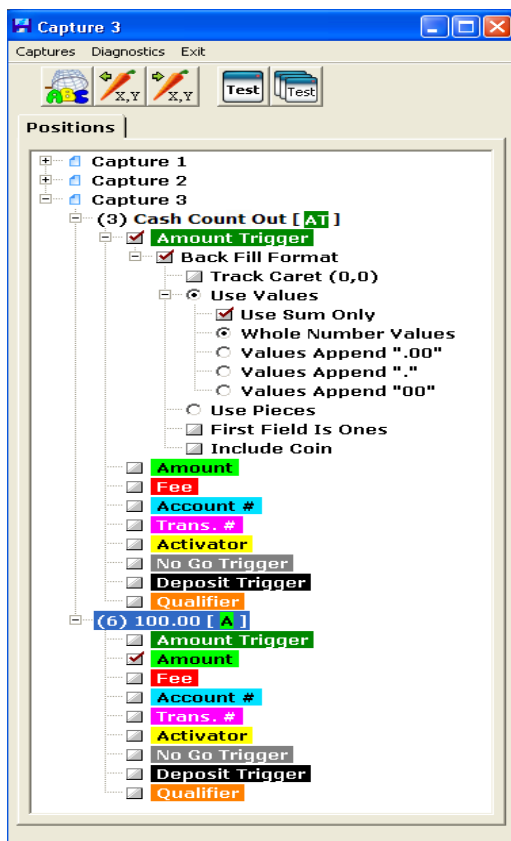 Capture 3
Captures Diagnostics Exit
ABC X,Y X,Y Test Test
Positions
Capture 1
Capture 2
Capture 3
(3) Cash Count Out [ AT ]
Amount Trigger
Back Fill Format
Track Caret (0,0)
Use Values
Use Sum Only
Whole Number Values
Values Append ".00"
Values Append "."
Values Append "00"
Use Pieces
First Field Is Ones
Include Coin
Amount
Fee
Account #
Trans. #
Activator
No Go Trigger
Deposit Trigger
Qualifier
(6) 100.00 [ A ]
Amount Trigger
Amount
Fee
Account #
Trans. #
Activator
No Go Trigger
Deposit Trigger
Qualifier